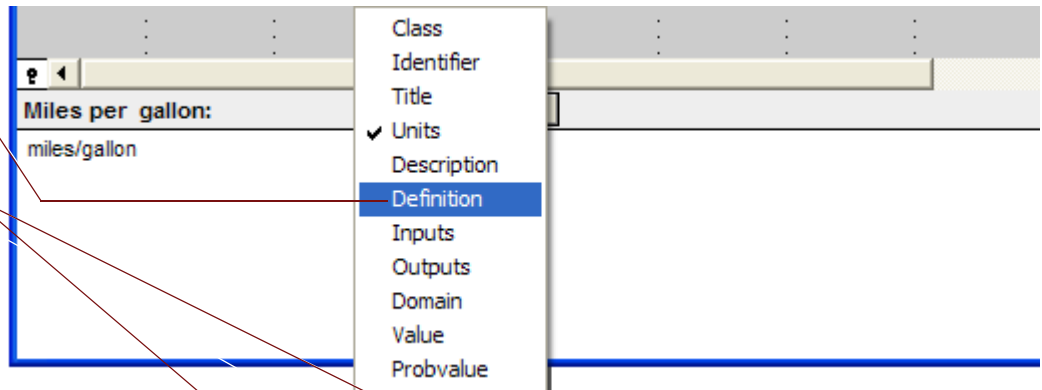 Class
Identifier
Title
Miles per gallon:
Units
miles/gallon
Description
Definition
Inputs
Outputs
Domain
Value
Probvalue